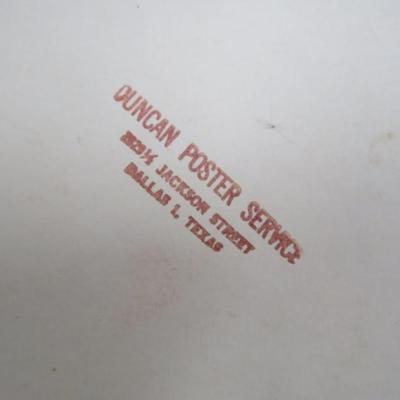 DUNCAN POSTER SERVICE
JACKSON STREET
DALLAS 1, TEXAS